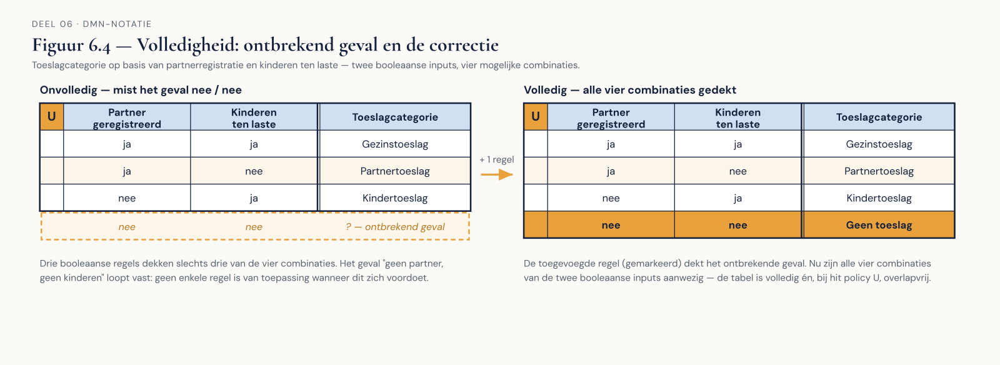 DEEL 06 · DMN-NOTATIE
Figuur 6.4 — Volledigheid: ontbrekend geval en de correctie
Toeslagcategorie op basis van partnerregistratie en kinderen ten laste — twee booleaanse inputs, vier mogelijke combinaties.
Onvolledig — mist het geval nee / nee
U
Partner
geregistreerd
Kinderen
ten laste
Toeslagcategorie
ja ja Gezinstoeslag
ja nee Partnertoeslag
nee ja Kindertoeslag
nee nee ? — ontbrekend geval
Drie booleaanse regels dekken slechts drie van de vier combinaties. Het geval "geen partner,
geen kinderen" loopt vast: geen enkele regel is van toepassing wanneer dit zich voordoet.
+ 1 regel
Volledig — alle vier combinaties gedekt
U
Partner
geregistreerd
Kinderen
ten laste
Toeslagcategorie
ja ja Gezinstoeslag
ja nee Partnertoeslag
nee ja Kindertoeslag
nee nee Geen toeslag
De toegevoegde regel (gemarkeerd) dekt het ontbrekende geval. Nu zijn alle vier combinaties
van de twee booleaanse inputs aanwezig — de tabel is volledig én, bij hit policy U, overlapvrij.